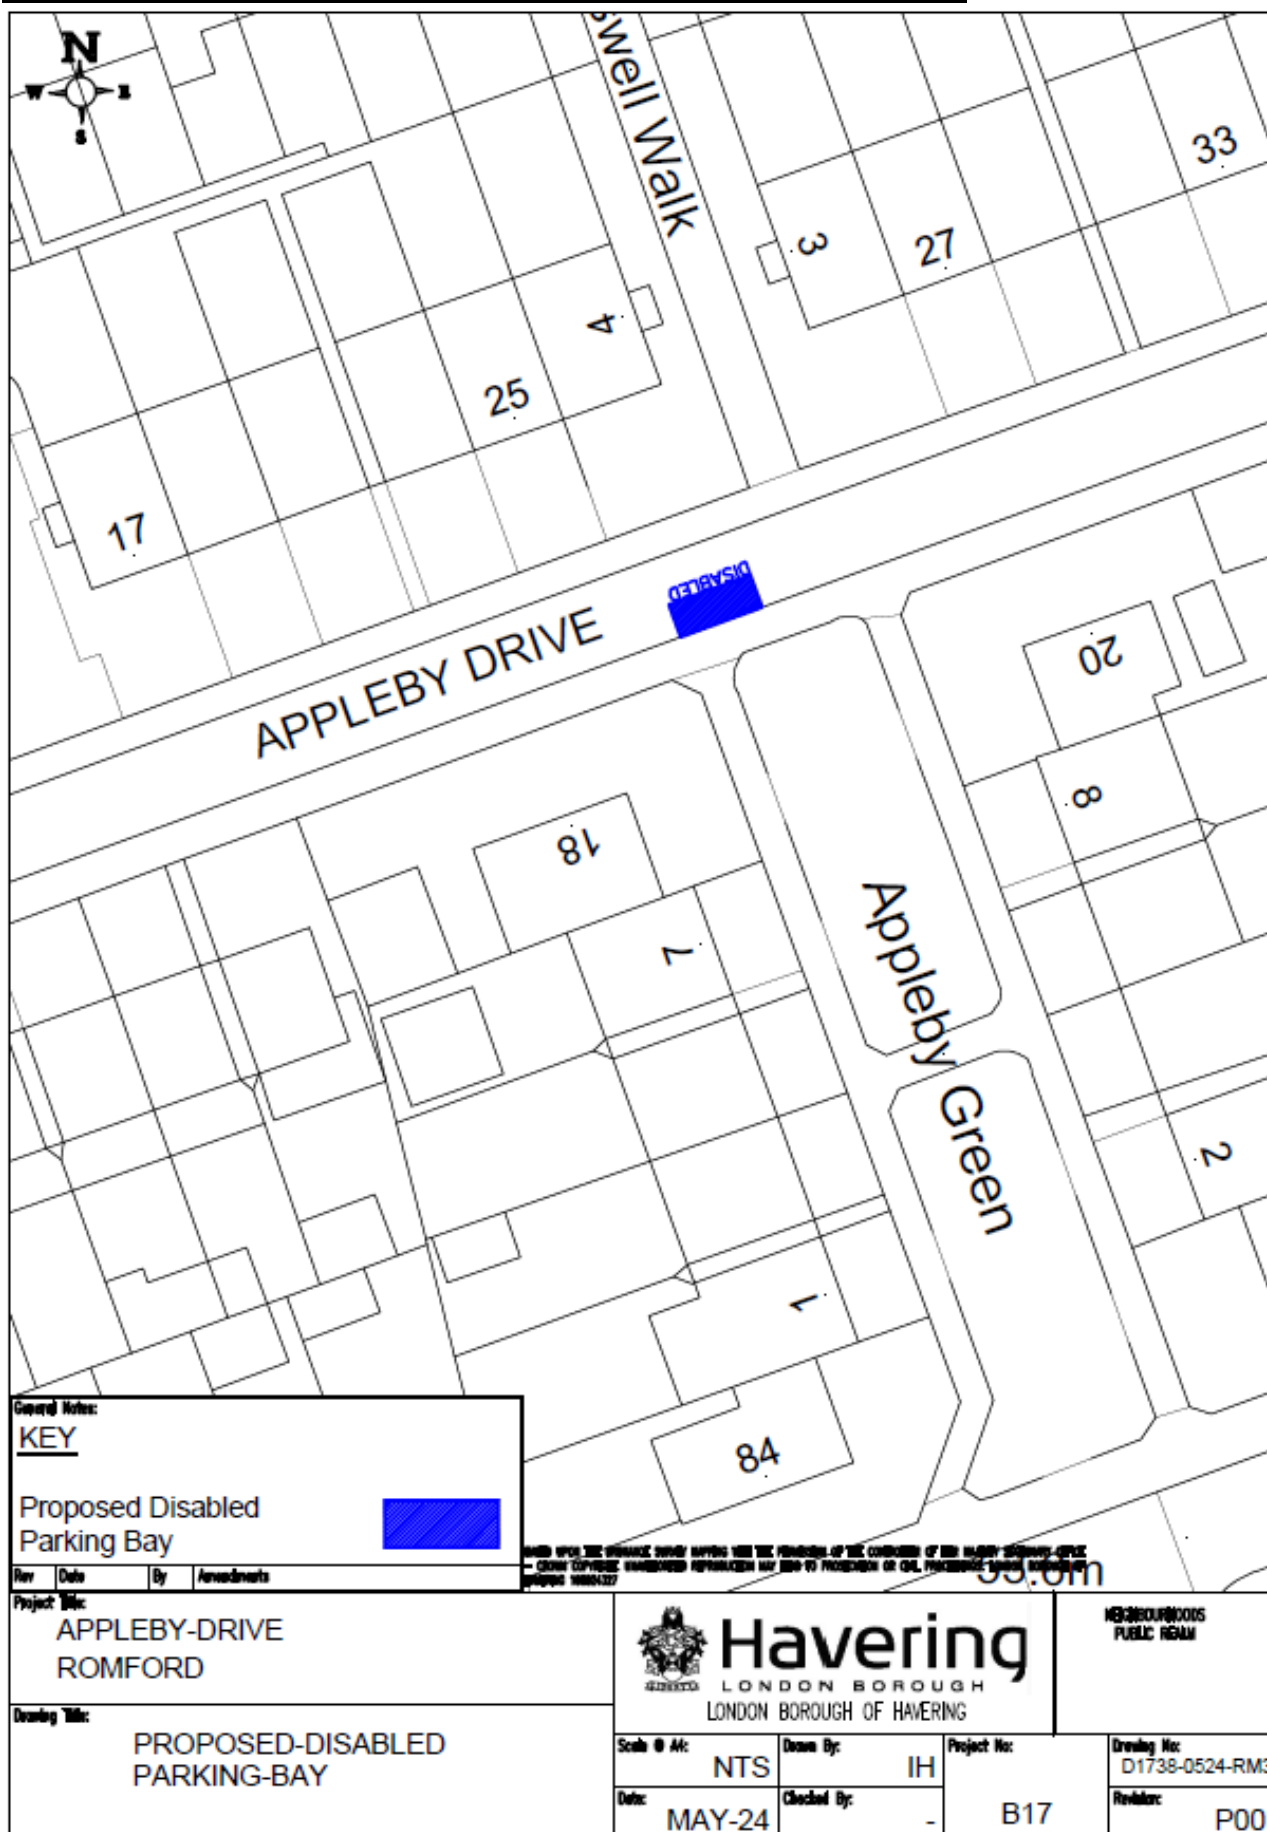 N
W E
S
swell Walk
33
3
27
4
25
17
DISABLED
APPLEBY DRIVE
20
8
18
7
Appleby Green
2
1
84
General Notes:
KEY
Proposed Disabled
Parking Bay
Rev Date By Amendments
Project Title:
APPLEBY-DRIVE
ROMFORD
Drawing Title:
PROPOSED-DISABLED
PARKING-BAY
Havering
LONDON BOROUGH
LONDON BOROUGH OF HAVERING
NEIGHBOURHOODS
PUBLIC REALM
Scale @ A4:
NTS
Drawn By:
IH
Project No:
B17
Drawing No:
D1738-0524-RM3
Date:
MAY-24
Checked By:
-
Revision:
P00